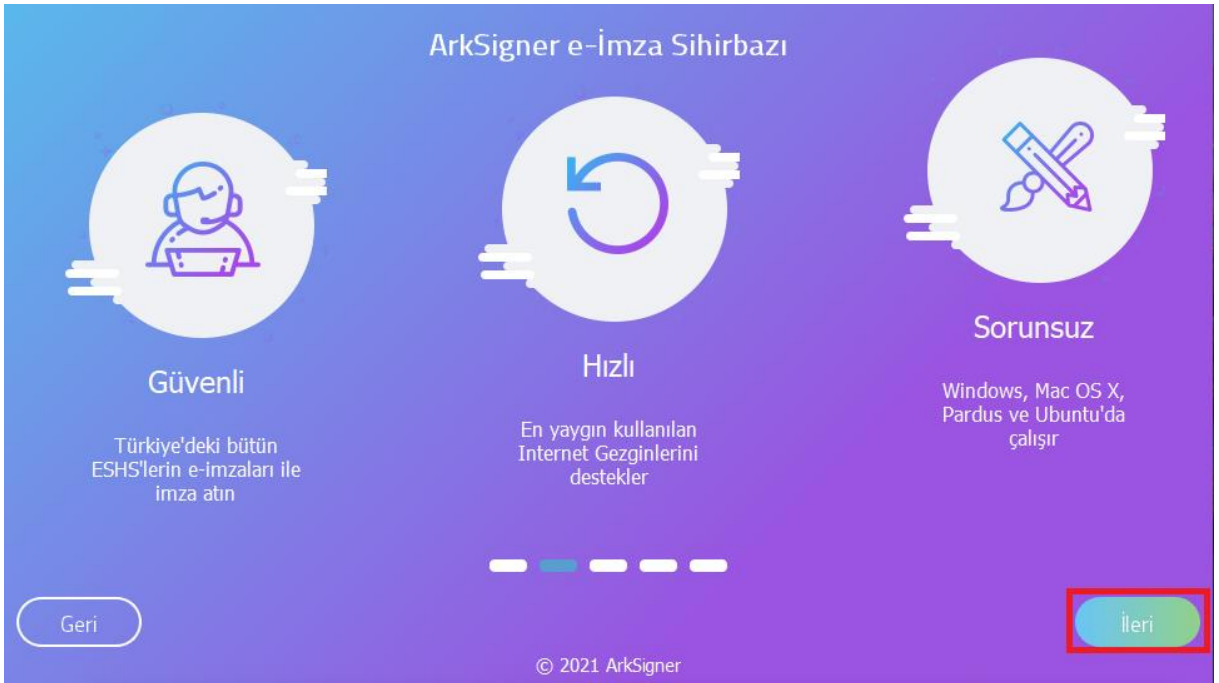 ArkSigner e-İmza Sihirbazı
Güvenli
Türkiye'deki bütün
ESHS'lerin e-imzaları ile
imza atın
Hızlı
En yaygın kullanılan
Internet Gezginlerini
destekler
Sorunsuz
Windows, Mac OS X,
Pardus ve Ubuntu'da
çalışır
Geri
İleri
© 2021 ArkSigner